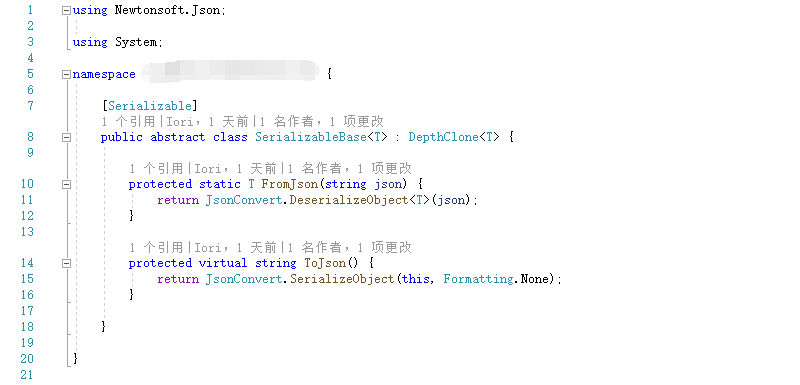 1 using Newtonsoft.Json;
2
3 using System;
4
5 namespace {
6
7 [Serializable]
1 个引用|Iori，1 天前|1 名作者，1 项更改
8 public abstract class SerializableBase<T> : DepthClone<T> {
9
1 个引用|Iori，1 天前|1 名作者，1 项更改
10 protected static T FromJson(string json) {
11 return JsonConvert.DeserializeObject<T>(json);
12 }
13
1 个引用|Iori，1 天前|1 名作者，1 项更改
14 protected virtual string ToJson() {
15 return JsonConvert.SerializeObject(this, Formatting.None);
16 }
17
18 }
19
20 }
21